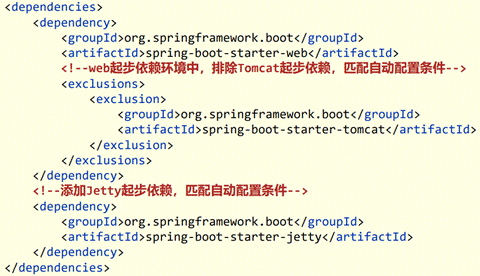 <dependencies>
<dependency>
<groupId>org.springframework.boot</groupId>
<artifactId>spring-boot-starter-web</artifactId>
<!--web起步依赖环境中，排除Tomcat起步依赖，匹配自动配置条件-->
<exclusions>
<exclusion>
<groupId>org.springframework.boot</groupId>
<artifactId>spring-boot-starter-tomcat</artifactId>
</exclusion>
</exclusions>
</dependency>
<!--添加Jetty起步依赖，匹配自动配置条件-->
<dependency>
<groupId>org.springframework.boot</groupId>
<artifactId>spring-boot-starter-jetty</artifactId>
</dependency>
</dependencies>